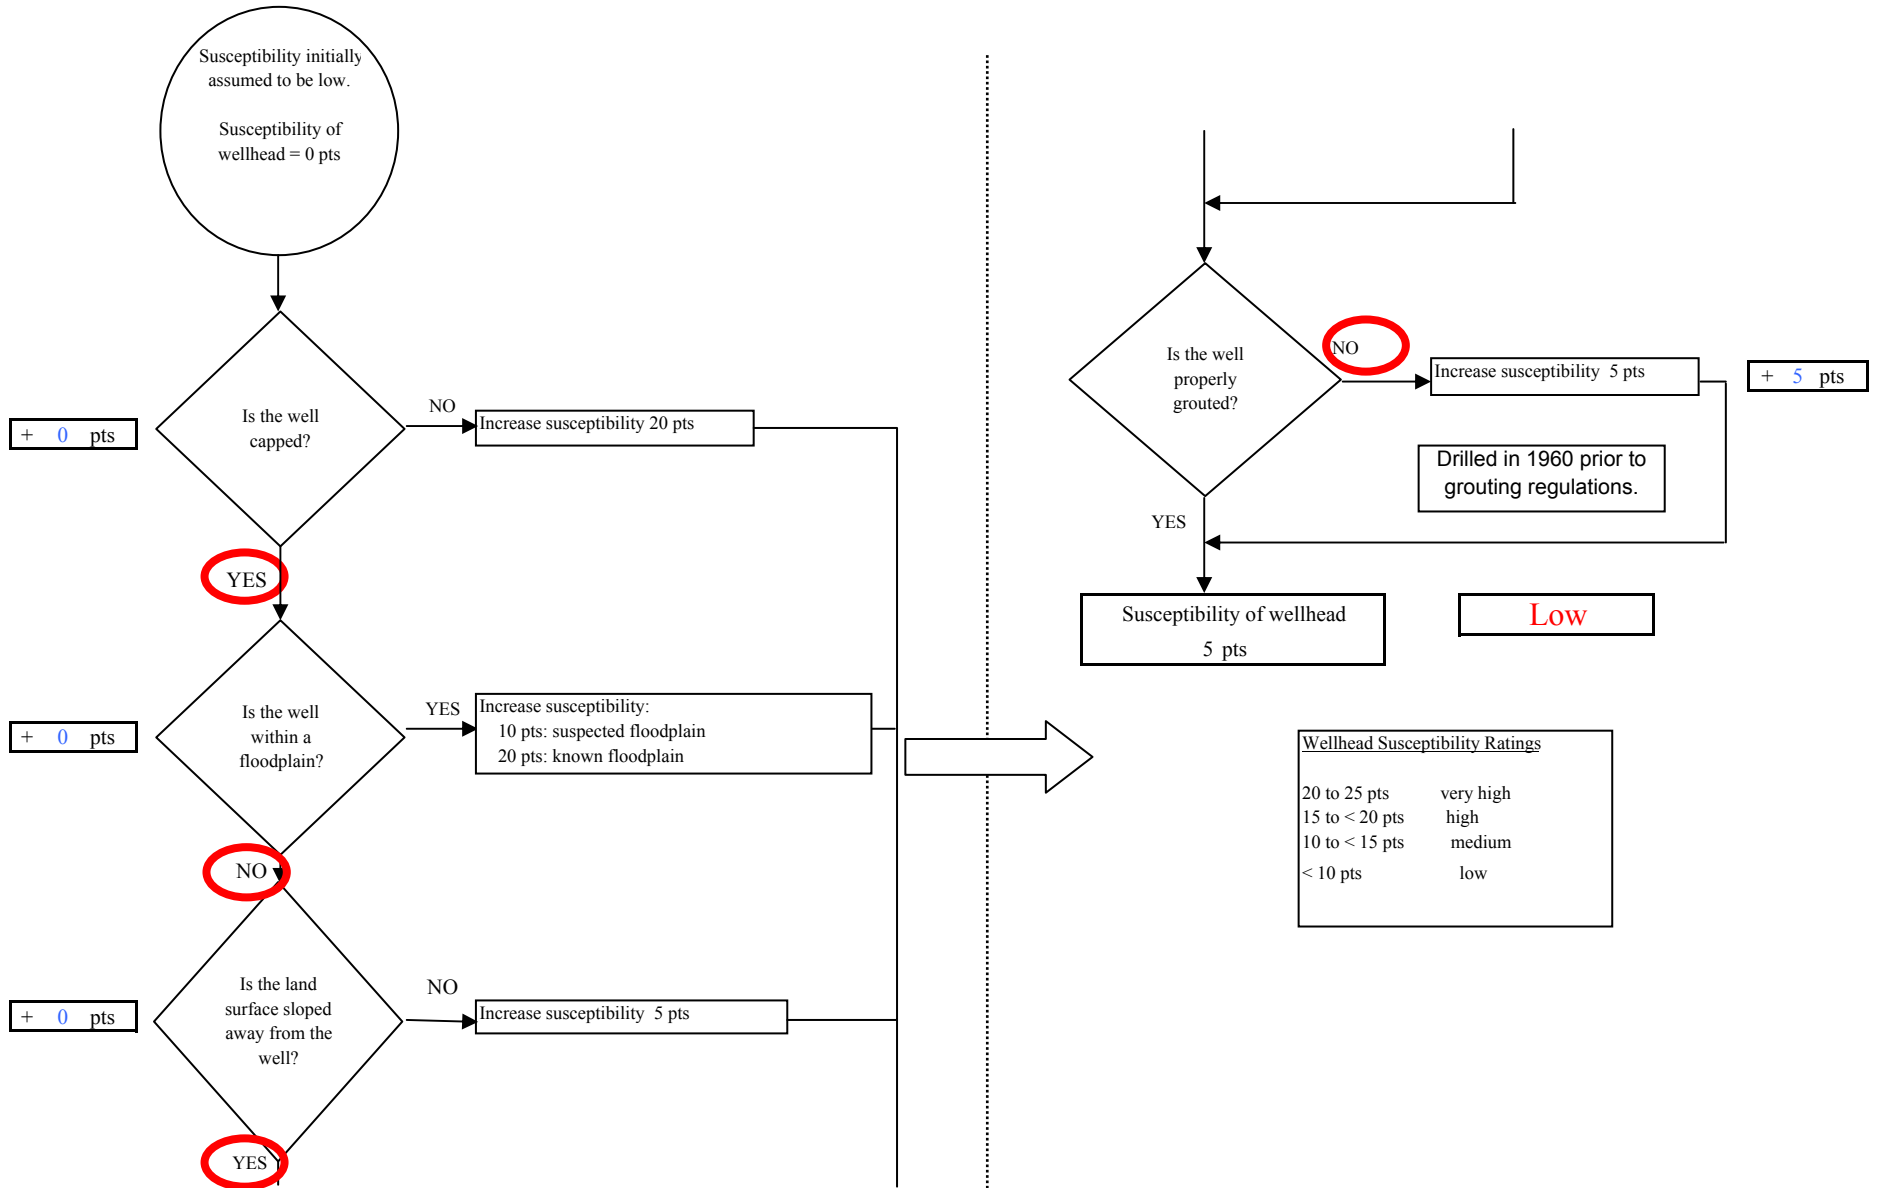 Susceptibility initially
assumed to be low.
Susceptibility of
wellhead = 0 pts
+ 0 pts
Is the well
capped?
NO
Increase susceptibility 20 pts
YES
+ 0 pts
Is the well
within a
floodplain?
YES
Increase susceptibility:
10 pts: suspected floodplain
20 pts: known floodplain
NO
+ 0 pts
Is the land
surface sloped
away from the
well?
NO
Increase susceptibility 5 pts
YES
Is the well
properly
grouted?
NO
Increase susceptibility 5 pts
+ 5 pts
Drilled in 1960 prior to
grouting regulations.
YES
Susceptibility of wellhead
5 pts
Low
Wellhead Susceptibility Ratings
20 to 25 pts very high
15 to < 20 pts high
10 to < 15 pts medium
< 10 pts low